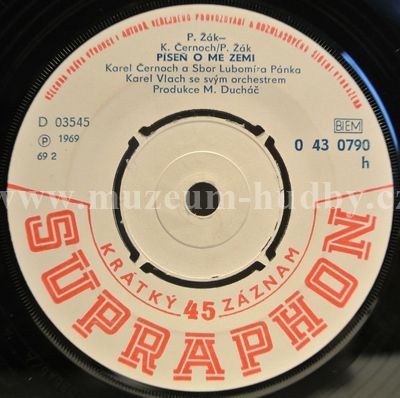 VŠECHNA PRÁVA VÝROBCE I AUTORA VEŘEJNÉHO PROVOZOVÁNÍ A ROZHLASOVÉHO ŠÍŘENÍ VYHRAZENA
P. Žák–
K. Černoch/P. Žák
PÍSEŇ O MÉ ZEMI
Karel Černoch a Sbor Lubomíra Pánka
Karel Vlach se svým orchestrem
Produkce M. Ducháč
D 03545
Ⓟ 1969
69 2
BIEM
0 43 0790
h
www.muzeum-hudby.cz
KRÁTKÝ 45 ZÁZNAM
SUPRAPHON